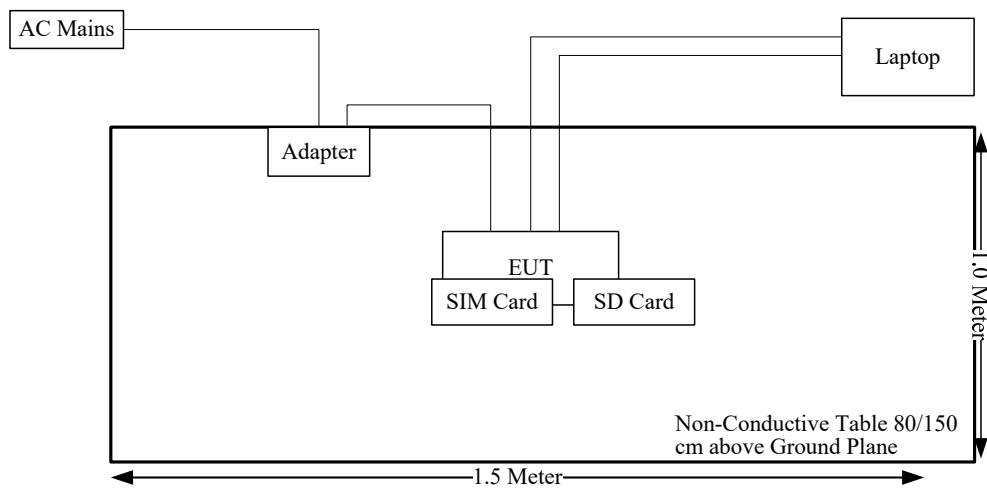 AC Mains
Laptop
Adapter
EUT
SIM Card
SD Card
1.0 Meter
Non-Conductive Table 80/150
cm above Ground Plane
1.5 Meter